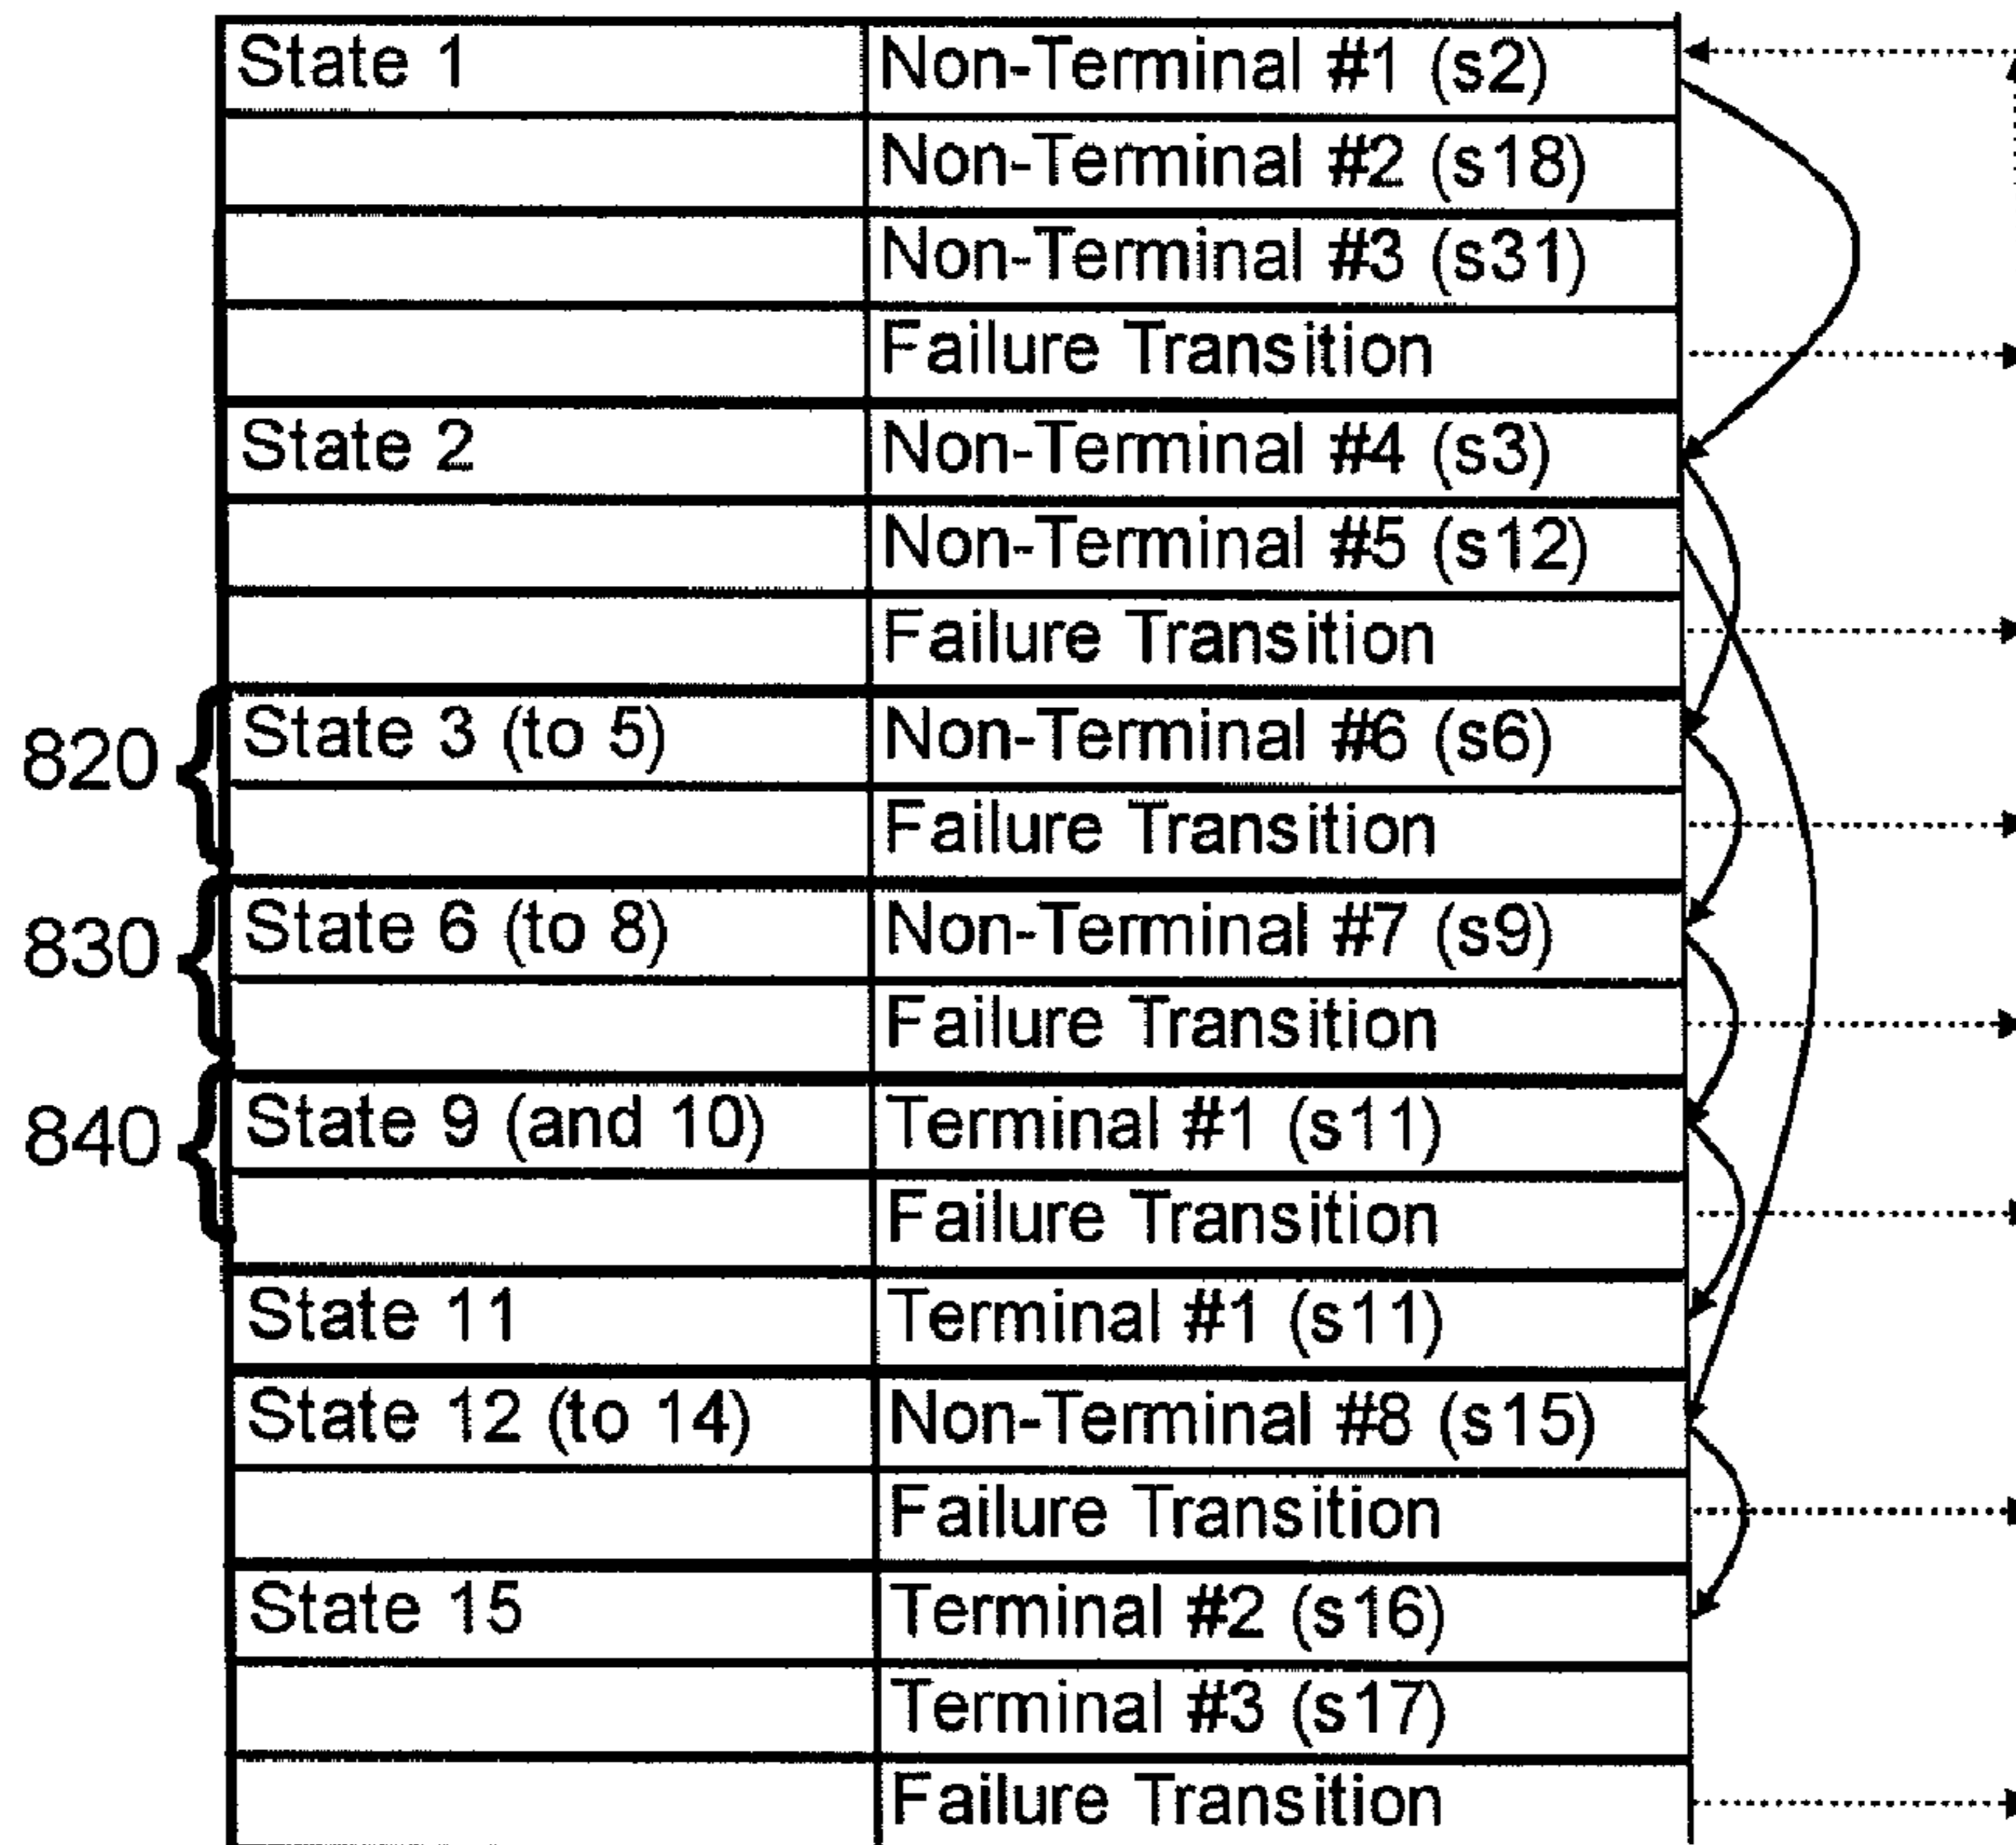 State 1 Non-Terminal #1 (s2)
Non-Terminal #2 (s18)
Non-Terminal #3 (s31)
Failure Transition
State 2 Non-Terminal #4 (s3)
Non-Terminal #5 (s12)
Failure Transition
820 State 3 (to 5) Non-Terminal #6 (s6)
Failure Transition
830 State 6 (to 8) Non-Terminal #7 (s9)
Failure Transition
840 State 9 (and 10) Terminal #1 (s11)
Failure Transition
State 11 Terminal #1 (s11)
State 12 (to 14) Non-Terminal #8 (s15)
Failure Transition
State 15 Terminal #2 (s16)
Terminal #3 (s17)
Failure Transition